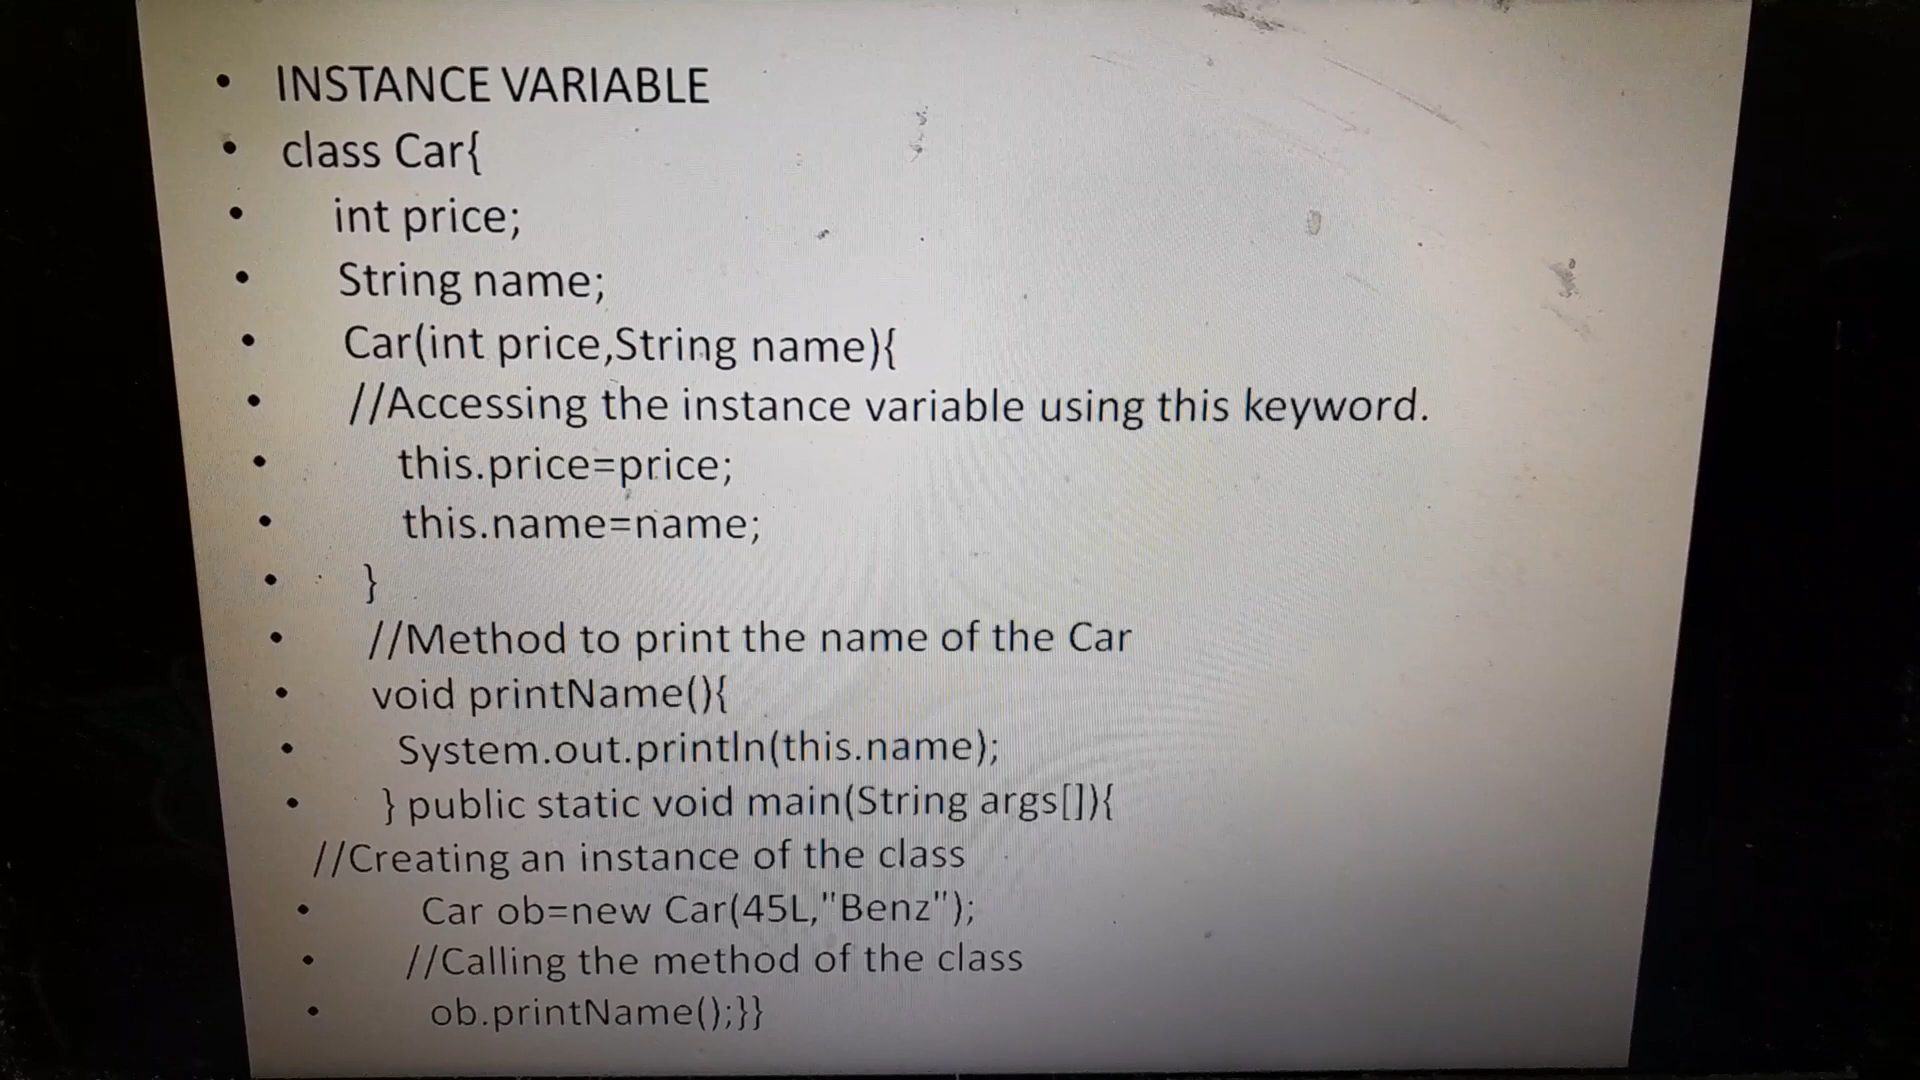 • INSTANCE VARIABLE
• class Car{
• int price;
• String name;
• Car(int price,String name){
• //Accessing the instance variable using this keyword.
• this.price=price;
• this.name=name;
• }
• //Method to print the name of the Car
• void printName(){
• System.out.println(this.name);
• } public static void main(String args[]){
//Creating an instance of the class
• Car ob=new Car(45L,"Benz");
• //Calling the method of the class
• ob.printName();}}